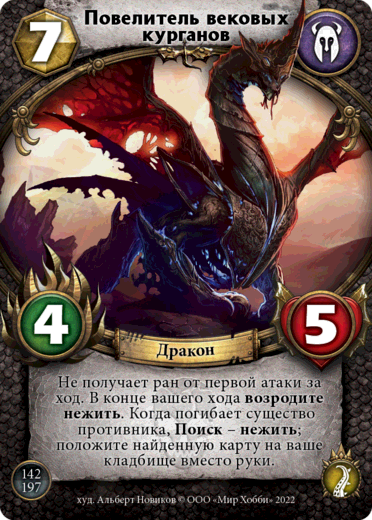 7
Повелитель вековых
курганов
4
5
Дракон
Не получает ран от первой атаки за
ход. В конце вашего хода возродите
нежить. Когда погибает существо
противника, Поиск – нежить;
положите найденную карту на ваше
кладбище вместо руки.
142
197
худ. Альберт Новиков © ООО «Мир Хобби» 2022